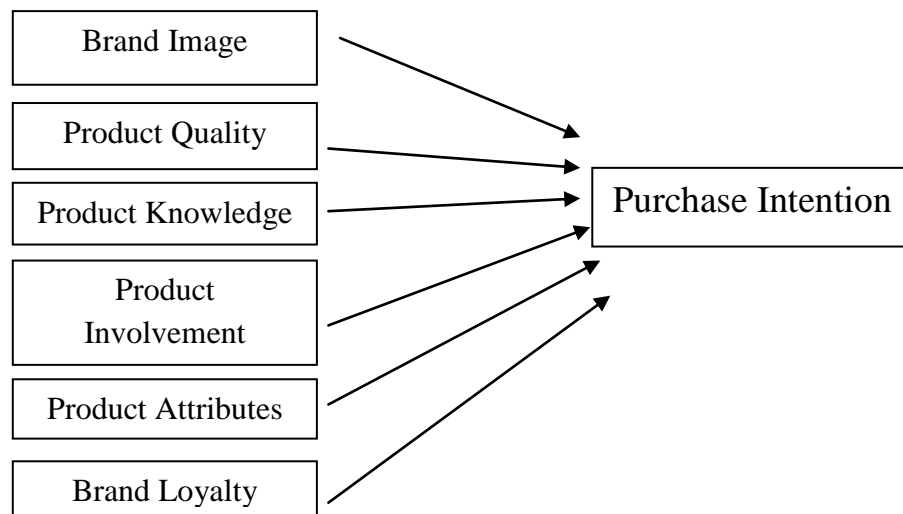 Brand Image
Product Quality
Product Knowledge
Product
Involvement
Product Attributes
Brand Loyalty
Purchase Intention